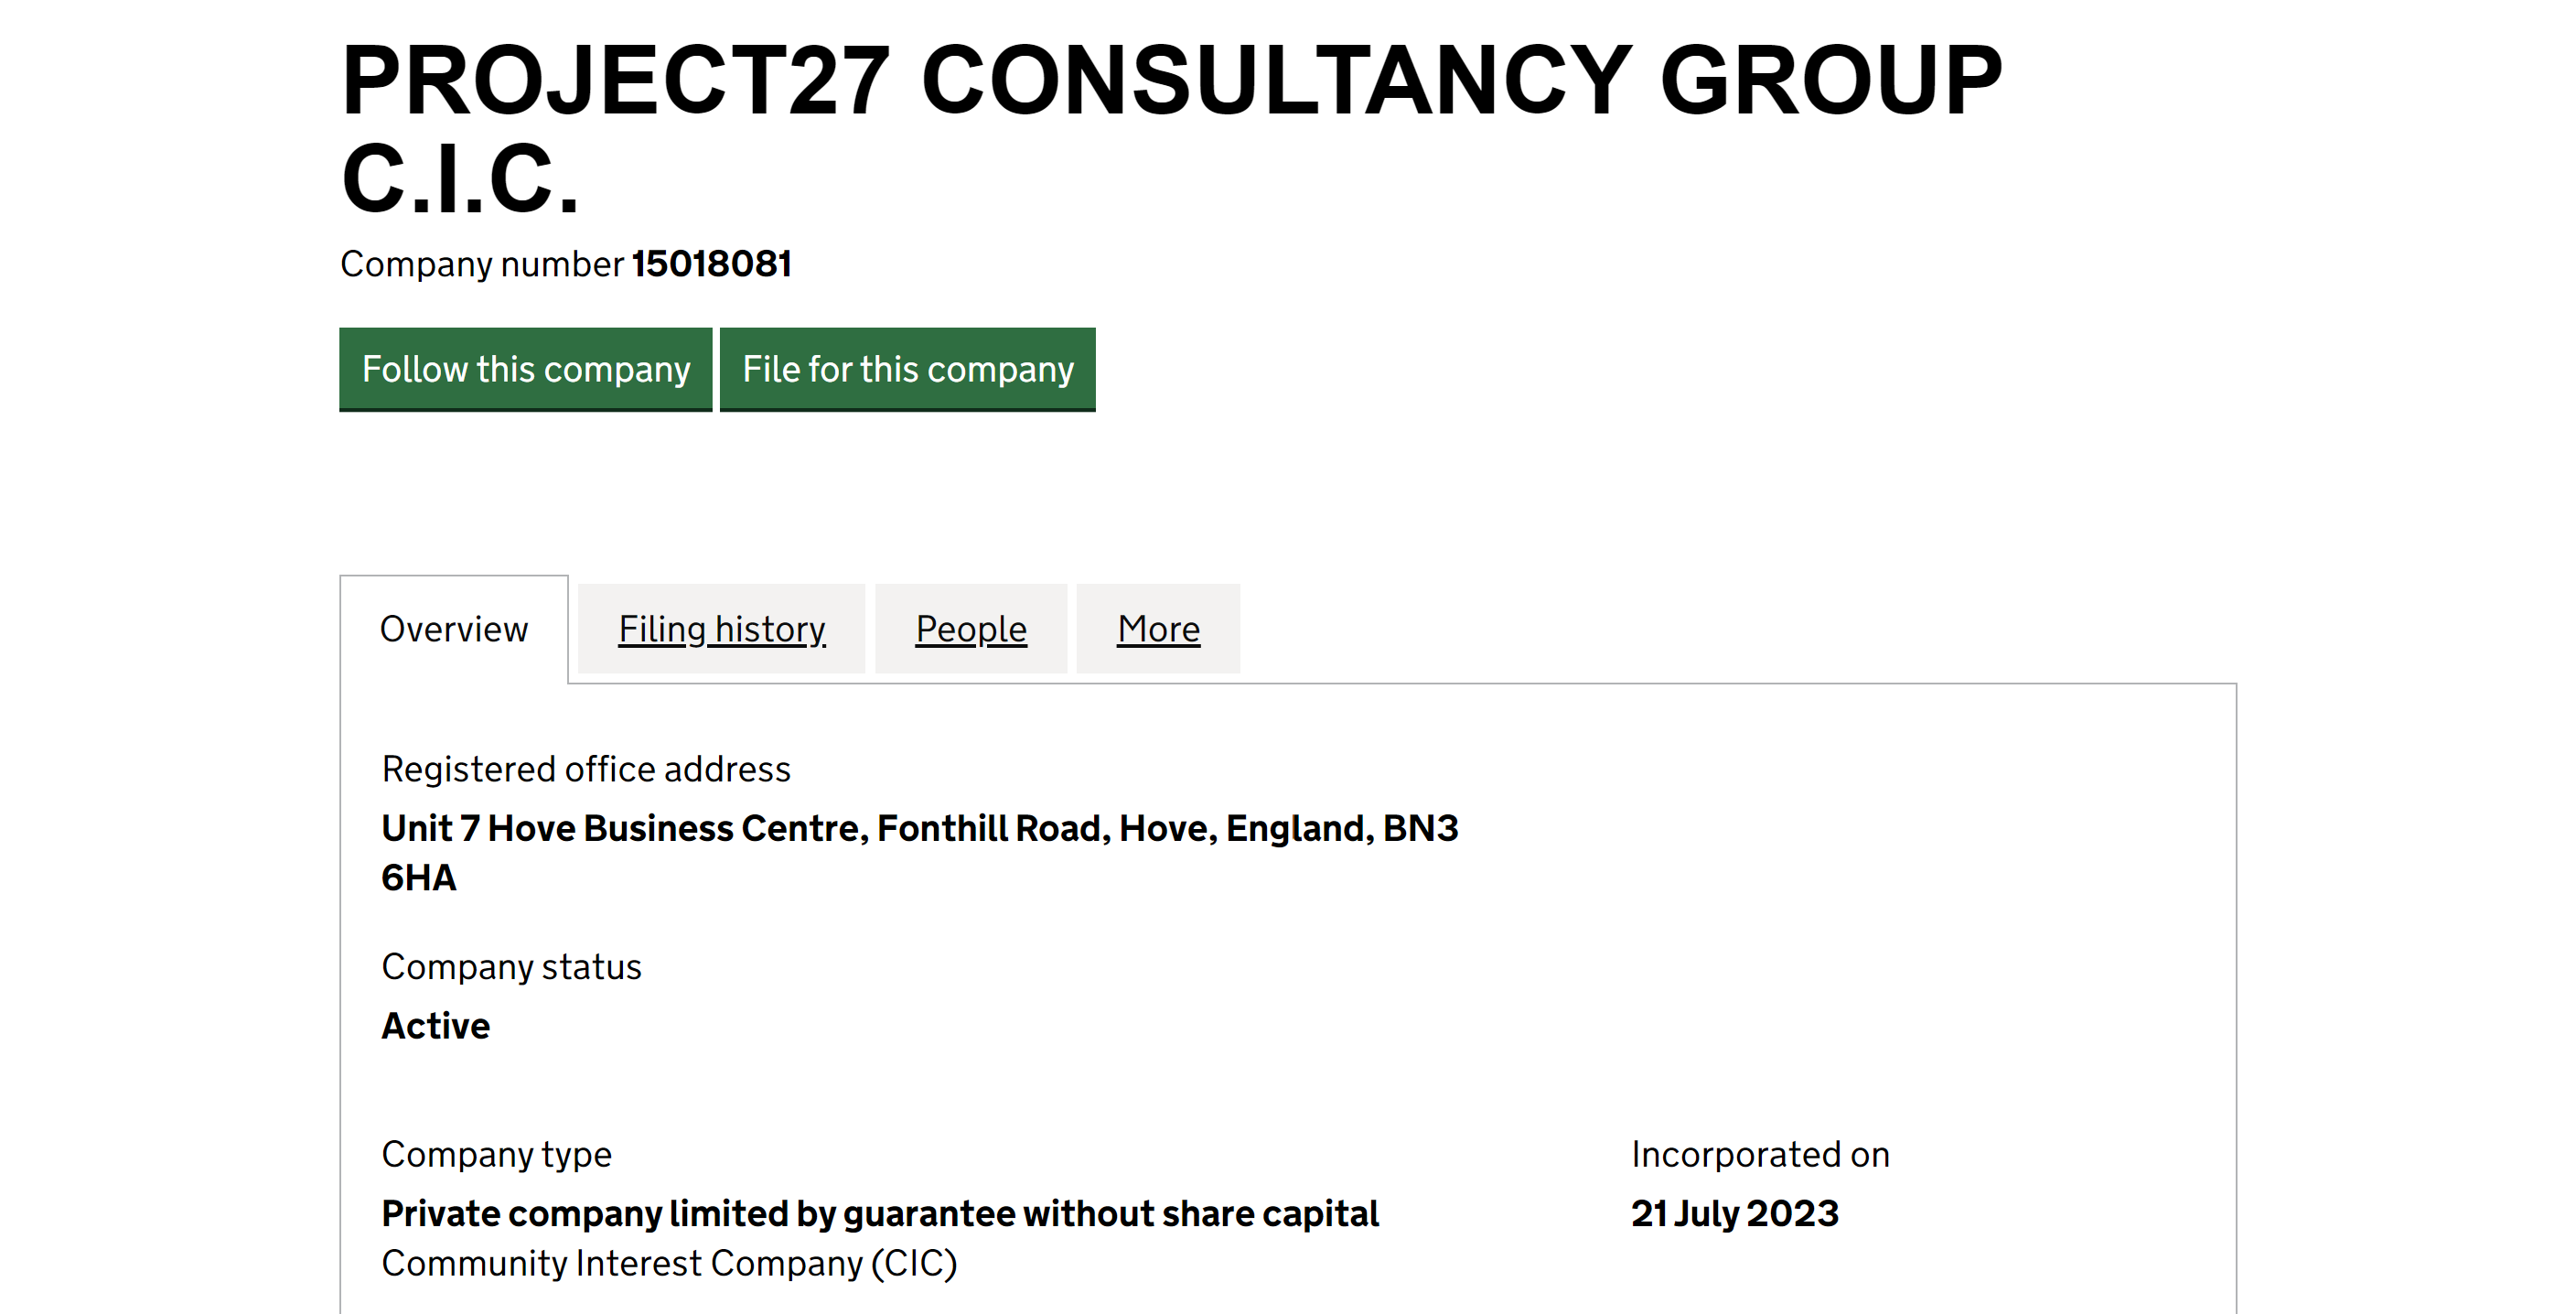 PROJECT27 CONSULTANCY GROUP
C.I.C.
Company number 15018081
Follow this company File for this company
Overview Filing history People More
Registered office address
Unit 7 Hove Business Centre, Fonthill Road, Hove, England, BN3
6HA
Company status
Active
Company type Incorporated on
Private company limited by guarantee without share capital 21 July 2023
Community Interest Company (CIC)